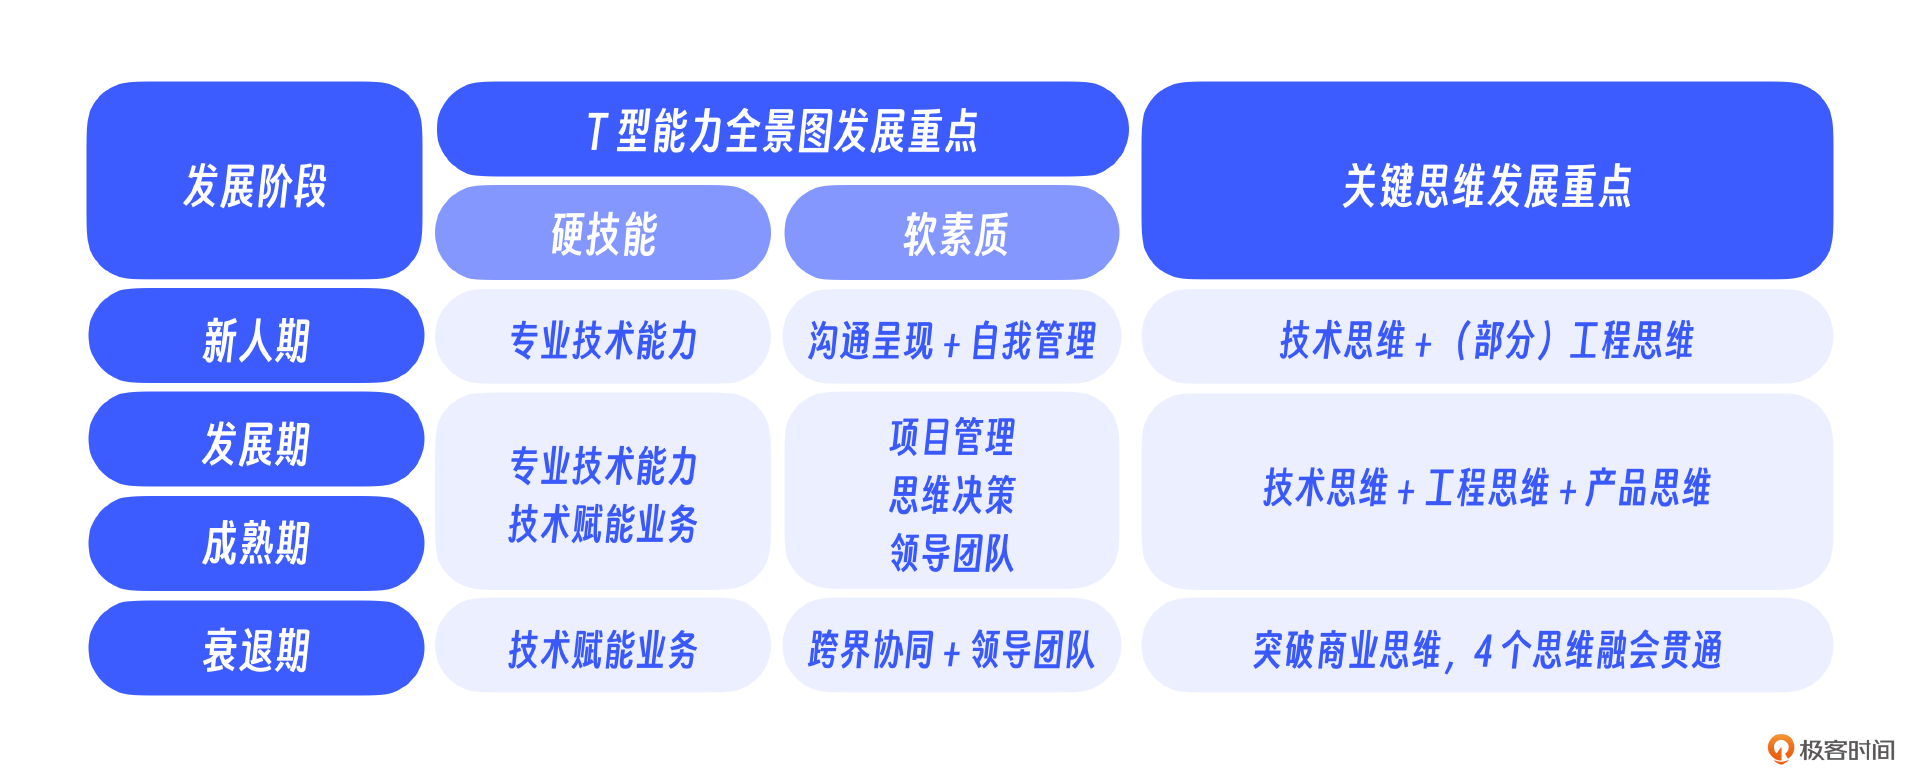 发展阶段
T 型能力全景图发展重点
硬技能
软素质
关键思维发展重点
新人期
专业技术能力
沟通呈现 + 自我管理
技术思维 +（部分）工程思维
发展期
成熟期
专业技术能力
技术赋能业务
项目管理
思维决策
领导团队
技术思维 + 工程思维 + 产品思维
衰退期
技术赋能业务
跨界协同 + 领导团队
突破商业思维，4 个思维融会贯通
极客时间